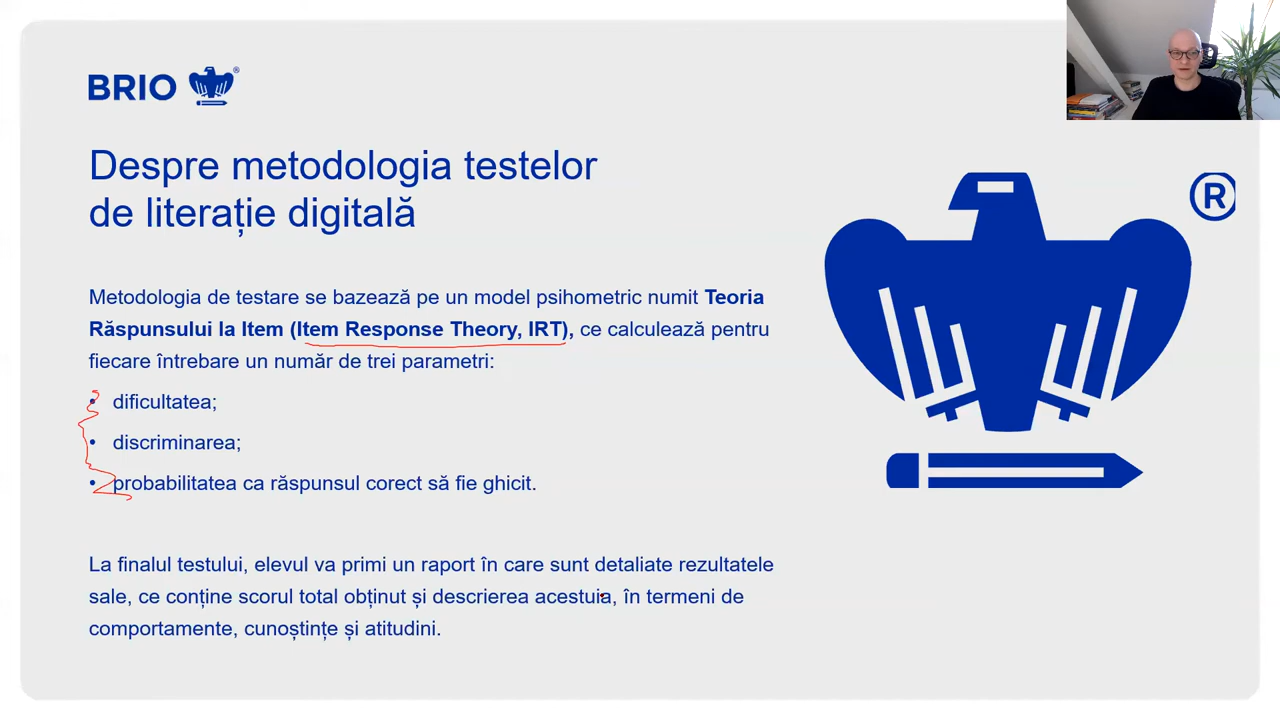 BRIO ®
Despre metodologia testelor
de literație digitală
Metodologia de testare se bazează pe un model psihometric numit Teoria
Răspunsului la Item (Item Response Theory, IRT), ce calculează pentru
fiecare întrebare un număr de trei parametri:
• dificultatea;
• discriminarea;
• probabilitatea ca răspunsul corect să fie ghicit.
La finalul testului, elevul va primi un raport în care sunt detaliate rezultatele
sale, ce conține scorul total obținut și descrierea acestuia, în termeni de
comportamente, cunoștințe și atitudini.
®